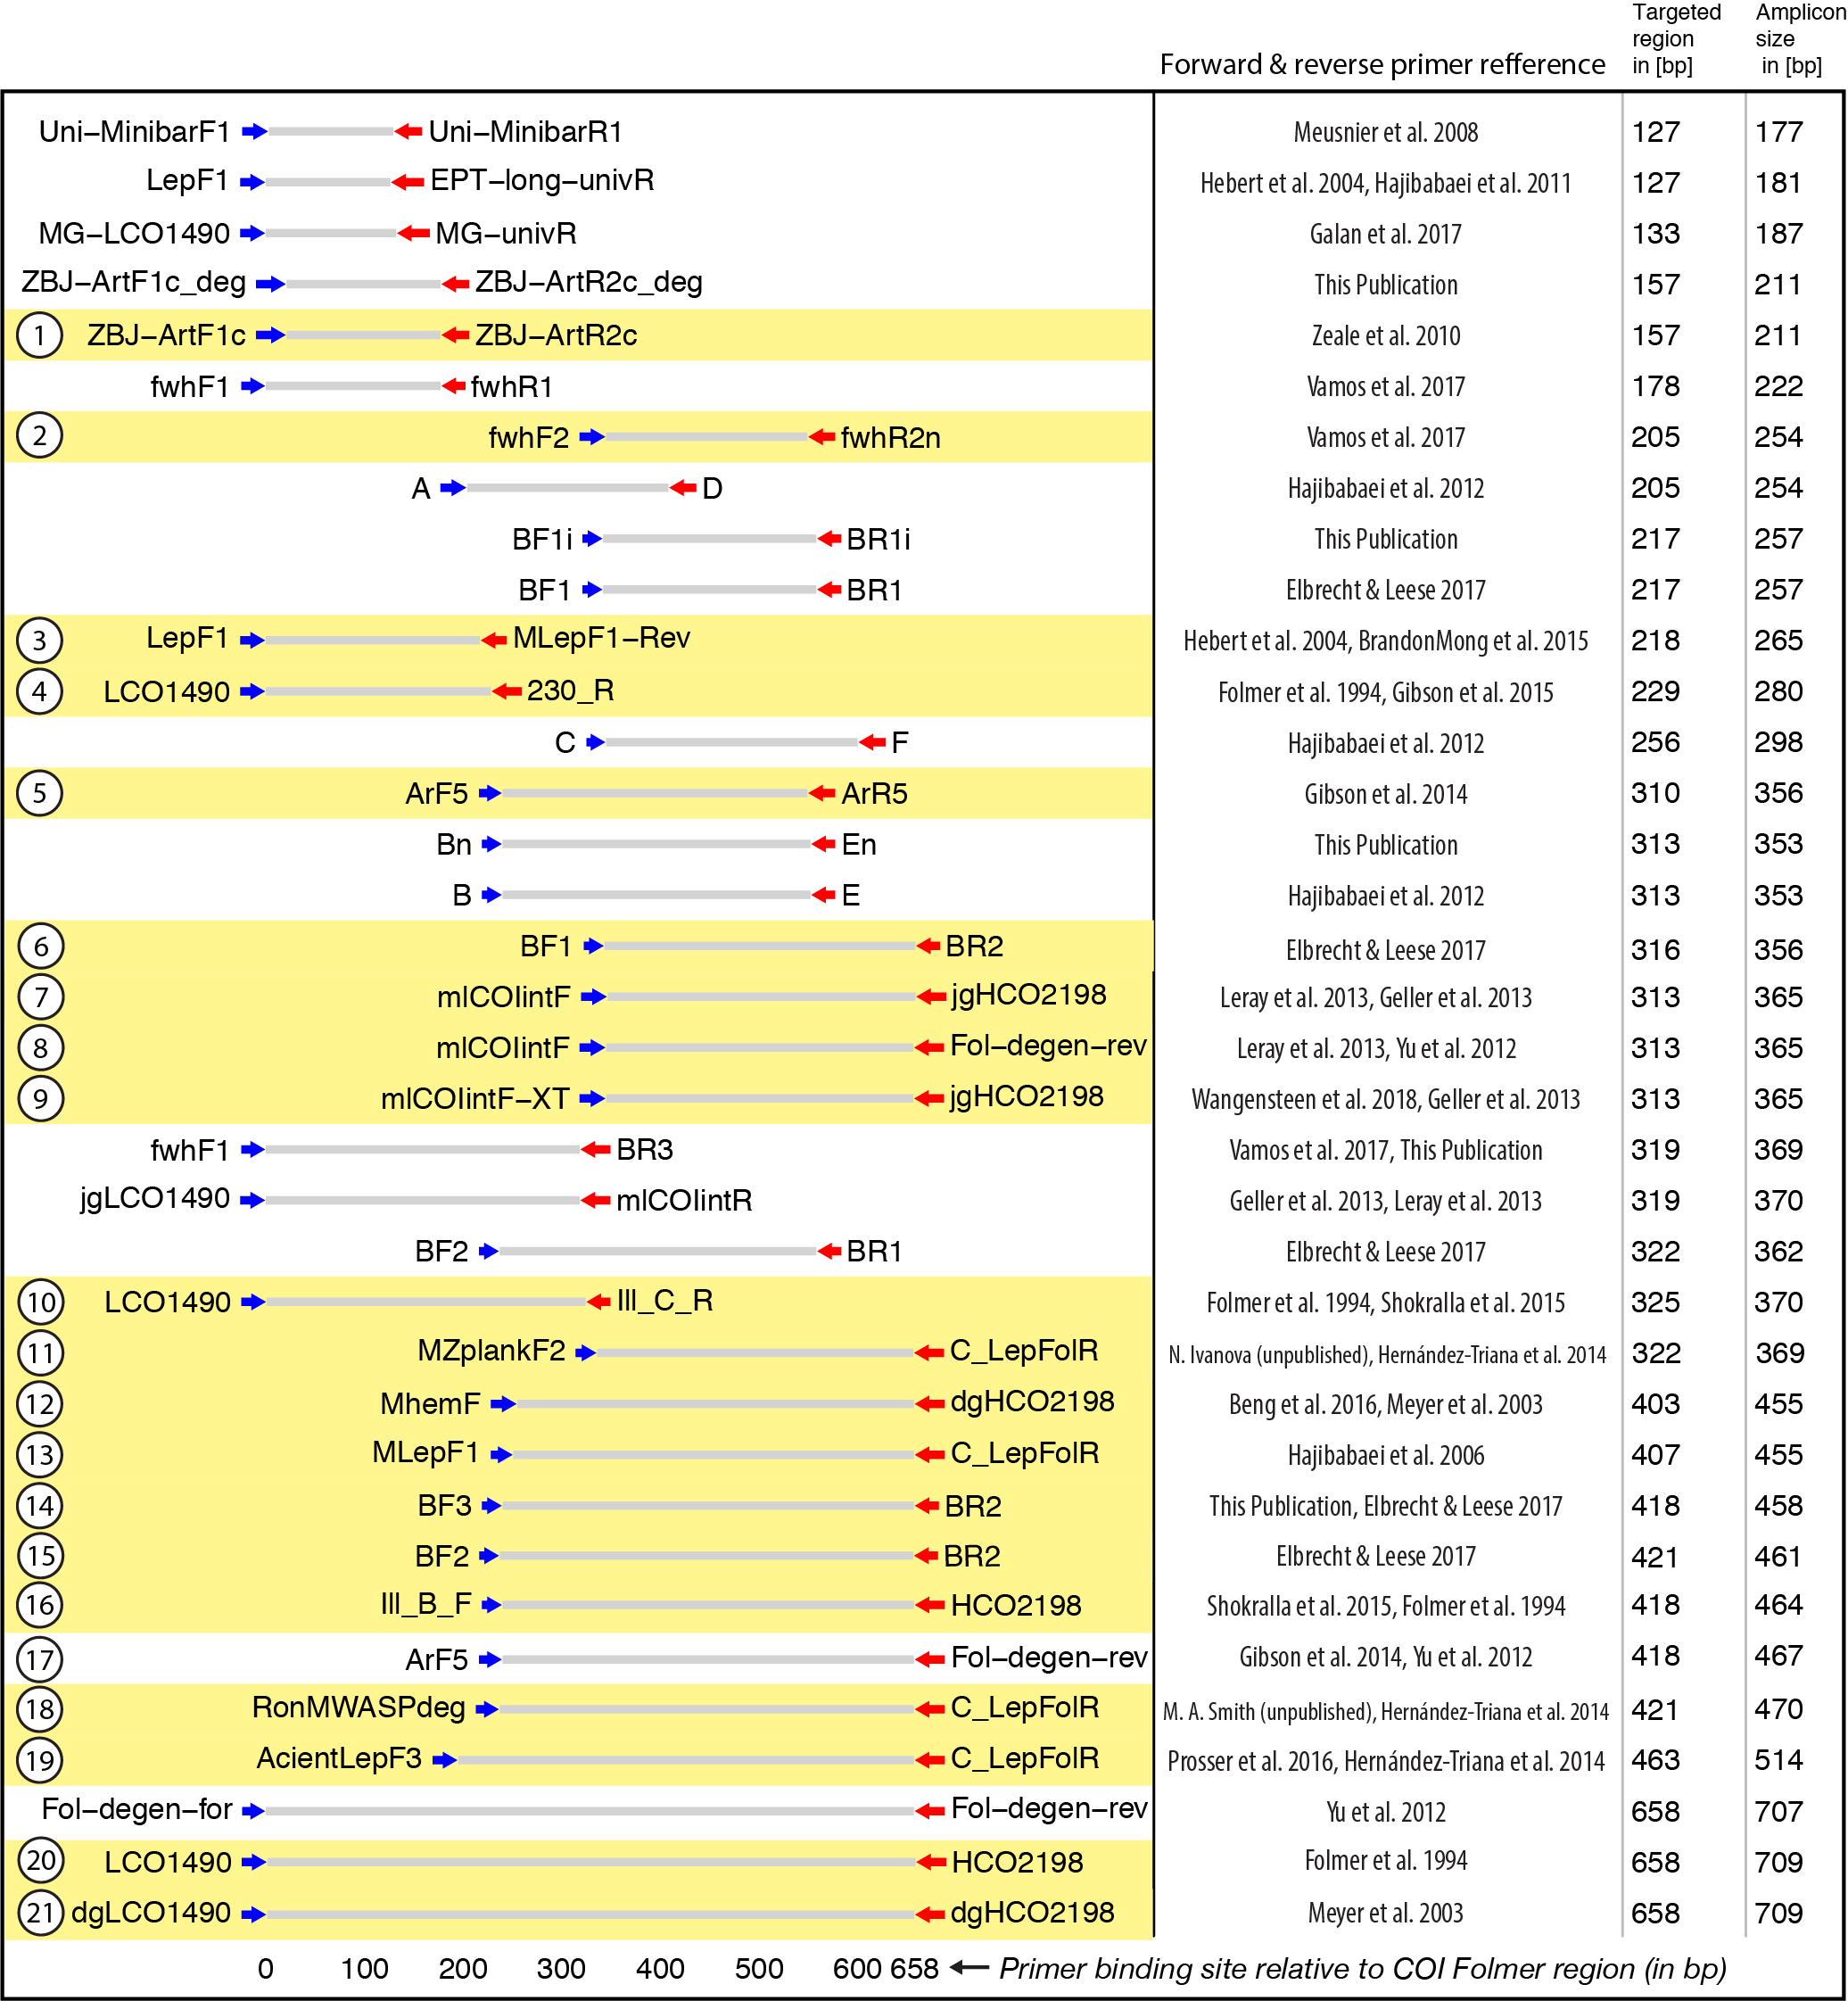 Forward & reverse primer refference
Targeted
region
in [bp]
Amplicon
size
in [bp]
Uni-MinibarF1 Uni-MinibarR1 Meusnier et al. 2008 127 177
LepF1 EPT-long-univR Hebert et al. 2004, Hajibabaei et al. 2011 127 181
MG-LCO1490 MG-univR Galan et al. 2017 133 187
ZBJ-ArtF1c_deg ZBJ-ArtR2c_deg This Publication 157 211
1 ZBJ-ArtF1c ZBJ-ArtR2c Zeale et al. 2010 157 211
fwhF1 fwhR1 Vamos et al. 2017 178 222
2 fwhF2 fwhR2n Vamos et al. 2017 205 254
A D Hajibabaei et al. 2012 205 254
BF1i BR1i This Publication 217 257
BF1 BR1 Elbrecht & Leese 2017 217 257
3 LepF1 MLepF1-Rev Hebert et al. 2004, BrandonMong et al. 2015 218 265
4 LCO1490 230_R Folmer et al. 1994, Gibson et al. 2015 229 280
C F Hajibabaei et al. 2012 256 298
5 ArF5 ArR5 Gibson et al. 2014 310 356
Bn En This Publication 313 353
B E Hajibabaei et al. 2012 313 353
6 BF1 BR2 Elbrecht & Leese 2017 316 356
7 mlCOIintF jgHCO2198 Leray et al. 2013, Geller et al. 2013 313 365
8 mlCOIintF Fol-degen-rev Leray et al. 2013, Yu et al. 2012 313 365
9 mlCOIintF-XT jgHCO2198 Wangensteen et al. 2018, Geller et al. 2013 313 365
fwhF1 BR3 Vamos et al. 2017, This Publication 319 369
jgLCO1490 mlCOIintR Geller et al. 2013, Leray et al. 2013 319 370
BF2 BR1 Elbrecht & Leese 2017 322 362
10 LCO1490 Ill_C_R Folmer et al. 1994, Shokralla et al. 2015 325 370
11 MZplankF2 C_LepFolR N. Ivanova (unpublished), Hernández-Triana et al. 2014 322 369
12 MhemF dgHCO2198 Beng et al. 2016, Meyer et al. 2003 403 455
13 MLepF1 C_LepFolR Hajibabaei et al. 2006 407 455
14 BF3 BR2 This Publication, Elbrecht & Leese 2017 418 458
15 BF2 BR2 Elbrecht & Leese 2017 421 461
16 Ill_B_F HCO2198 Shokralla et al. 2015, Folmer et al. 1994 418 464
17 ArF5 Fol-degen-rev Gibson et al. 2014, Yu et al. 2012 418 467
18 RonMWASPdeg C_LepFolR M. A. Smith (unpublished), Hernández-Triana et al. 2014 421 470
19 AcientLepF3 C_LepFolR Prosser et al. 2016, Hernández-Triana et al. 2014 463 514
Fol-degen-for Fol-degen-rev Yu et al. 2012 658 707
20 LCO1490 HCO2198 Folmer et al. 1994 658 709
21 dgLCO1490 dgHCO2198 Meyer et al. 2003 658 709
0 100 200 300 400 500 600 658 ← Primer binding site relative to COI Folmer region (in bp)